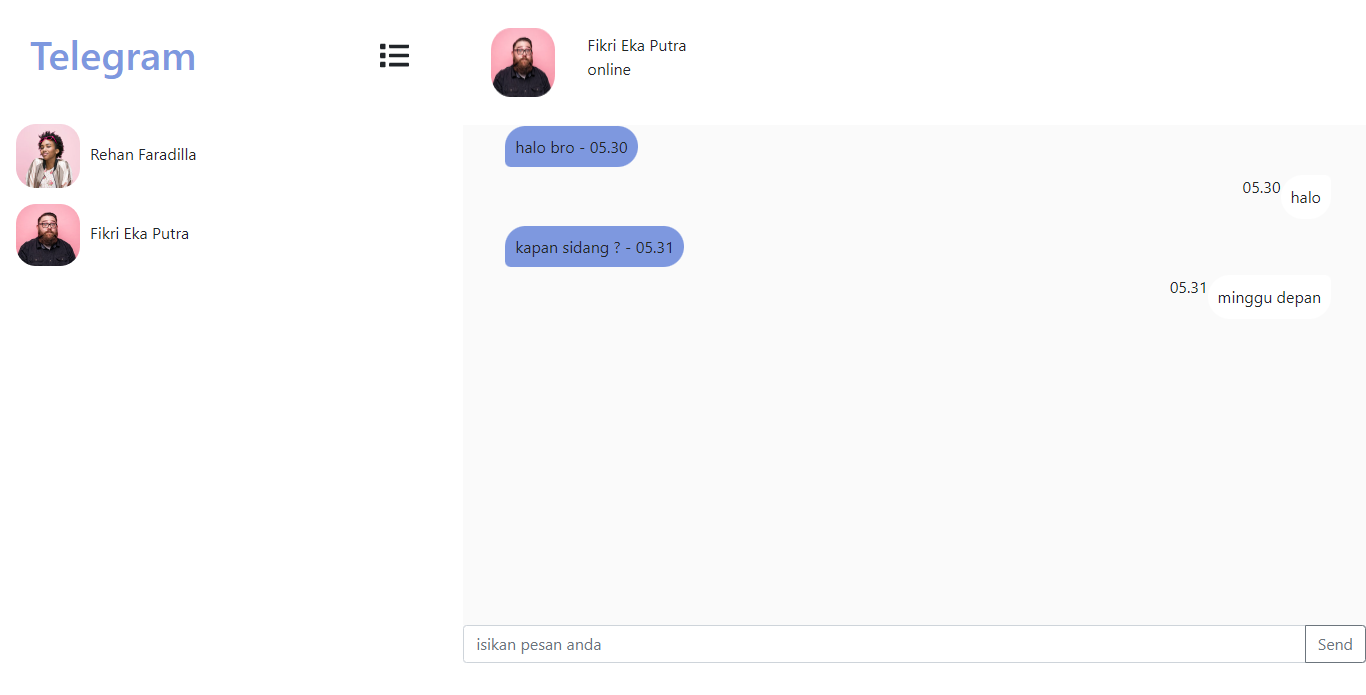 Telegram
Rehan Faradilla
Fikri Eka Putra
Fikri Eka Putra
online
halo bro - 05.30
05.30 halo
kapan sidang ? - 05.31
05.31 minggu depan
isikan pesan anda
Send